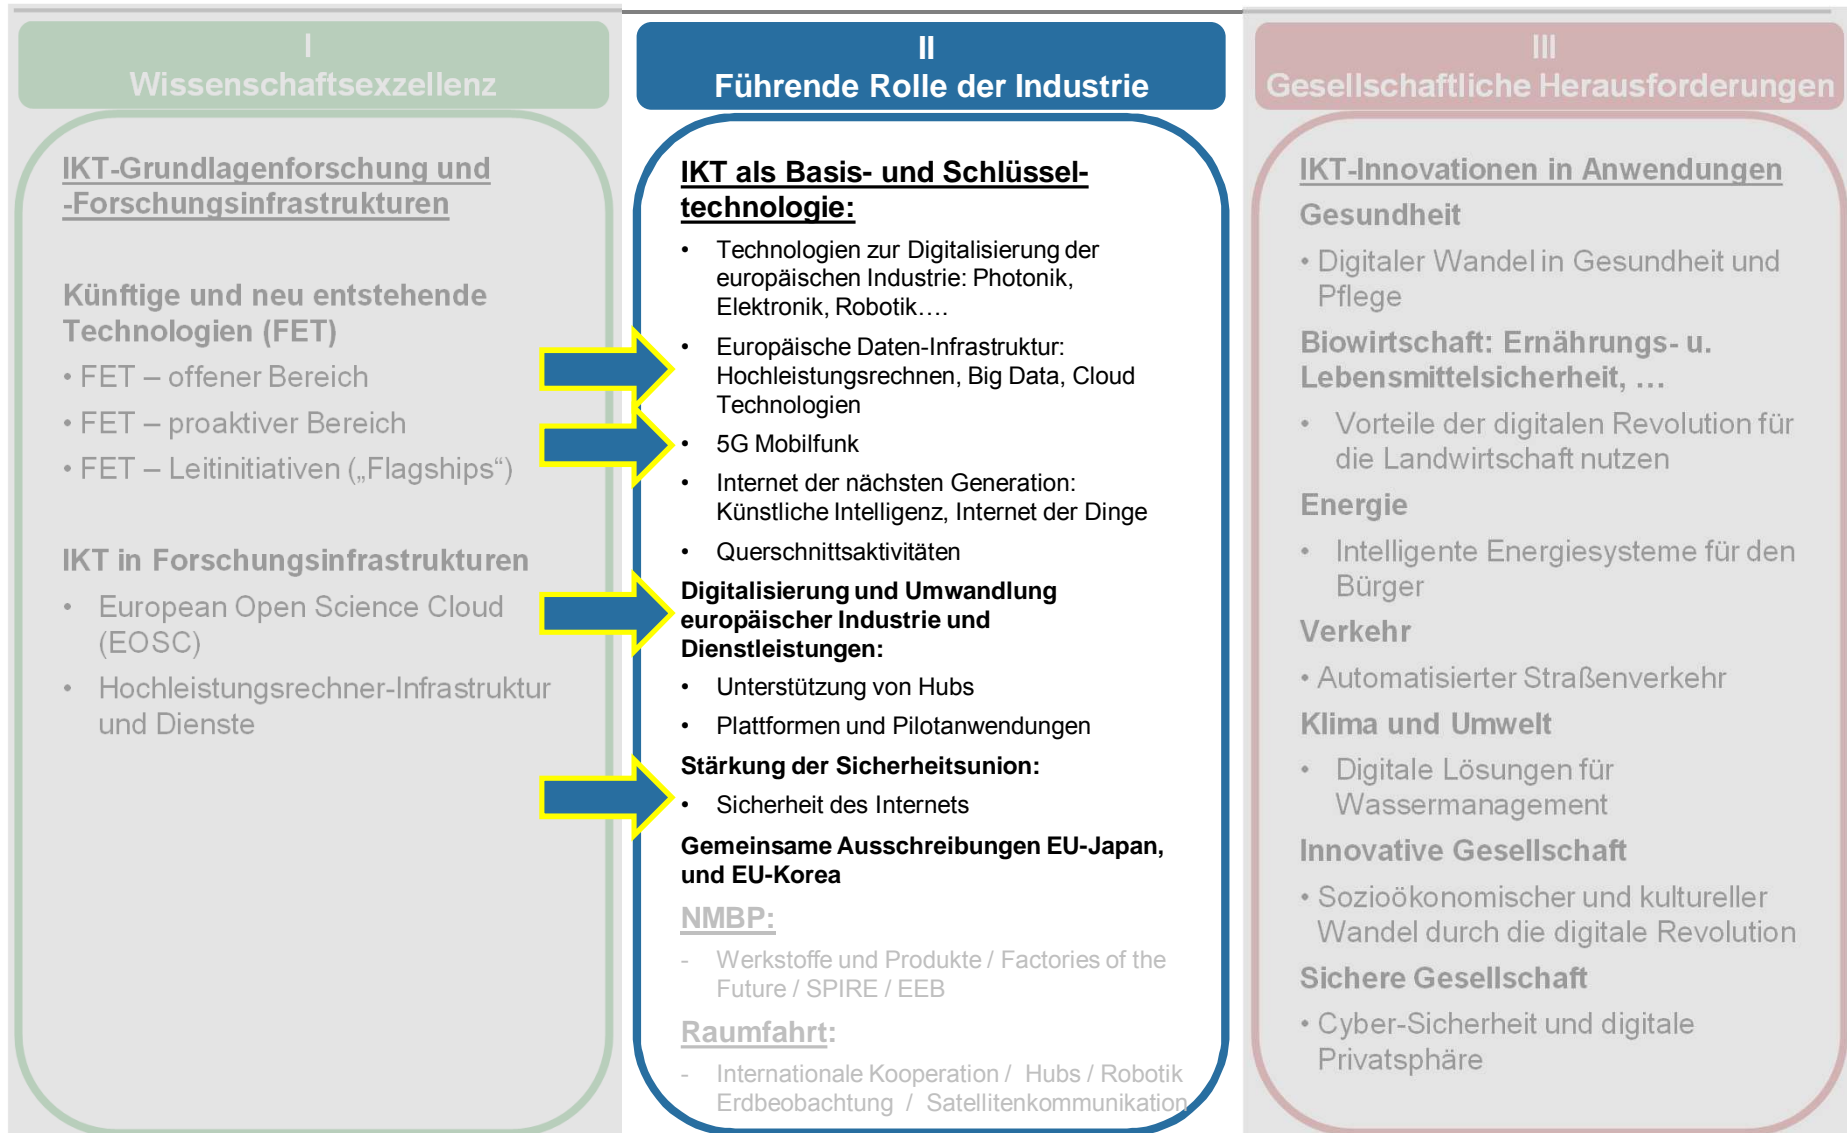 I
Wissenschaftsexzellenz
IKT-Grundlagenforschung und
-Forschungsinfrastrukturen
Künftige und neu entstehende
Technologien (FET)
• FET – offener Bereich
• FET – proaktiver Bereich
• FET – Leitinitiativen („Flagships“)
IKT in Forschungsinfrastrukturen
• European Open Science Cloud
(EOSC)
• Hochleistungsrechner-Infrastruktur
und Dienste
II
Führende Rolle der Industrie
IKT als Basis- und Schlüssel-
technologie:
• Technologien zur Digitalisierung der
europäischen Industrie: Photonik,
Elektronik, Robotik….
• Europäische Daten-Infrastruktur:
Hochleistungsrechnen, Big Data, Cloud
Technologien
• 5G Mobilfunk
• Internet der nächsten Generation:
Künstliche Intelligenz, Internet der Dinge
• Querschnittsaktivitäten
Digitalisierung und Umwandlung
europäischer Industrie und
Dienstleistungen:
• Unterstützung von Hubs
• Plattformen und Pilotanwendungen
Stärkung der Sicherheitsunion:
• Sicherheit des Internets
Gemeinsame Ausschreibungen EU-Japan,
und EU-Korea
NMBP:
- Werkstoffe und Produkte / Factories of the
Future / SPIRE / EEB
Raumfahrt:
- Internationale Kooperation / Hubs / Robotik
Erdbeobachtung / Satellitenkommunikation
III
Gesellschaftliche Herausforderungen
IKT-Innovationen in Anwendungen
Gesundheit
• Digitaler Wandel in Gesundheit und
Pflege
Biowirtschaft: Ernährungs- u.
Lebensmittelsicherheit, …
• Vorteile der digitalen Revolution für
die Landwirtschaft nutzen
Energie
• Intelligente Energiesysteme für den
Bürger
Verkehr
• Automatisierter Straßenverkehr
Klima und Umwelt
• Digitale Lösungen für
Wassermanagement
Innovative Gesellschaft
• Sozioökonomischer und kultureller
Wandel durch die digitale Revolution
Sichere Gesellschaft
• Cyber-Sicherheit und digitale
Privatsphäre